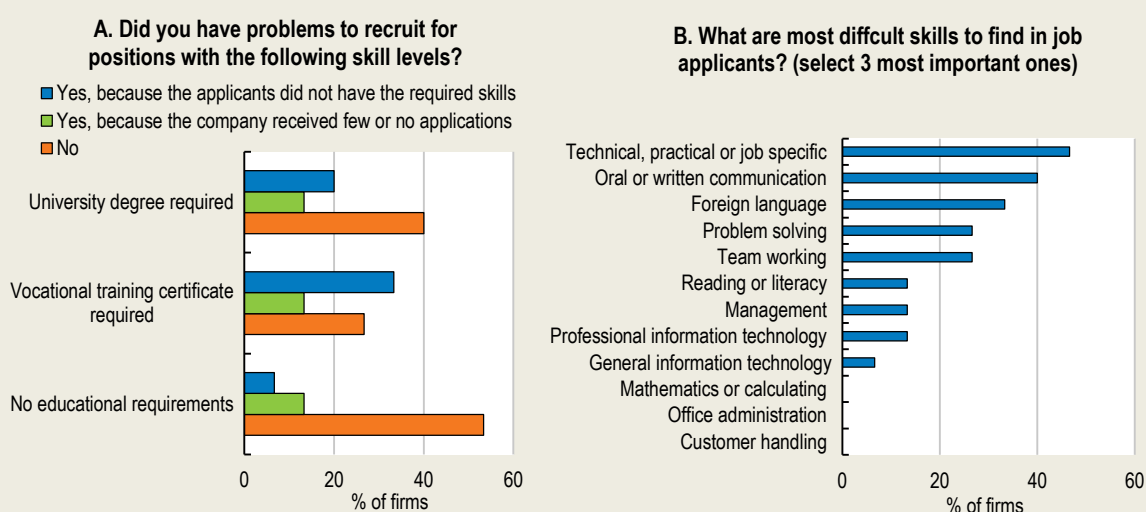 A. Did you have problems to recruit for
positions with the following skill levels?
Yes, because the applicants did not have the required skills
Yes, because the company received few or no applications
No
University degree required
Vocational training certificate
required
No educational requirements
0 20 40 60
% of firms
B. What are most diffcult skills to find in job
applicants? (select 3 most important ones)
Technical, practical or job specific
Oral or written communication
Foreign language
Problem solving
Team working
Reading or literacy
Management
Professional information technology
General information technology
Mathematics or calculating
Office administration
Customer handling
0 20 40 60
% of firms